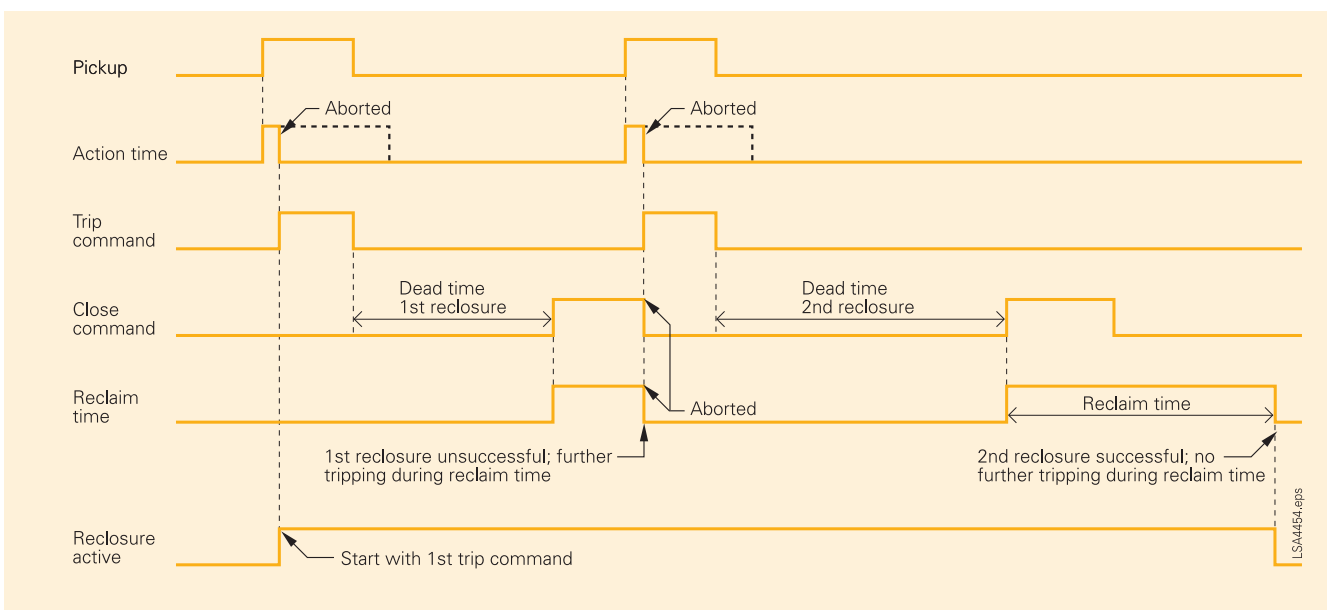 Pickup
Aborted
Aborted
Action time
Trip
command
Dead time
1st reclosure
Dead time
2nd reclosure
Close
command
Reclaim
time
Aborted
Reclaim time
1st reclosure unsuccessful; further
tripping during reclaim time
2nd reclosure successful; no
further tripping during reclaim time
LSA4454.eps
Reclosure
active
Start with 1st trip command